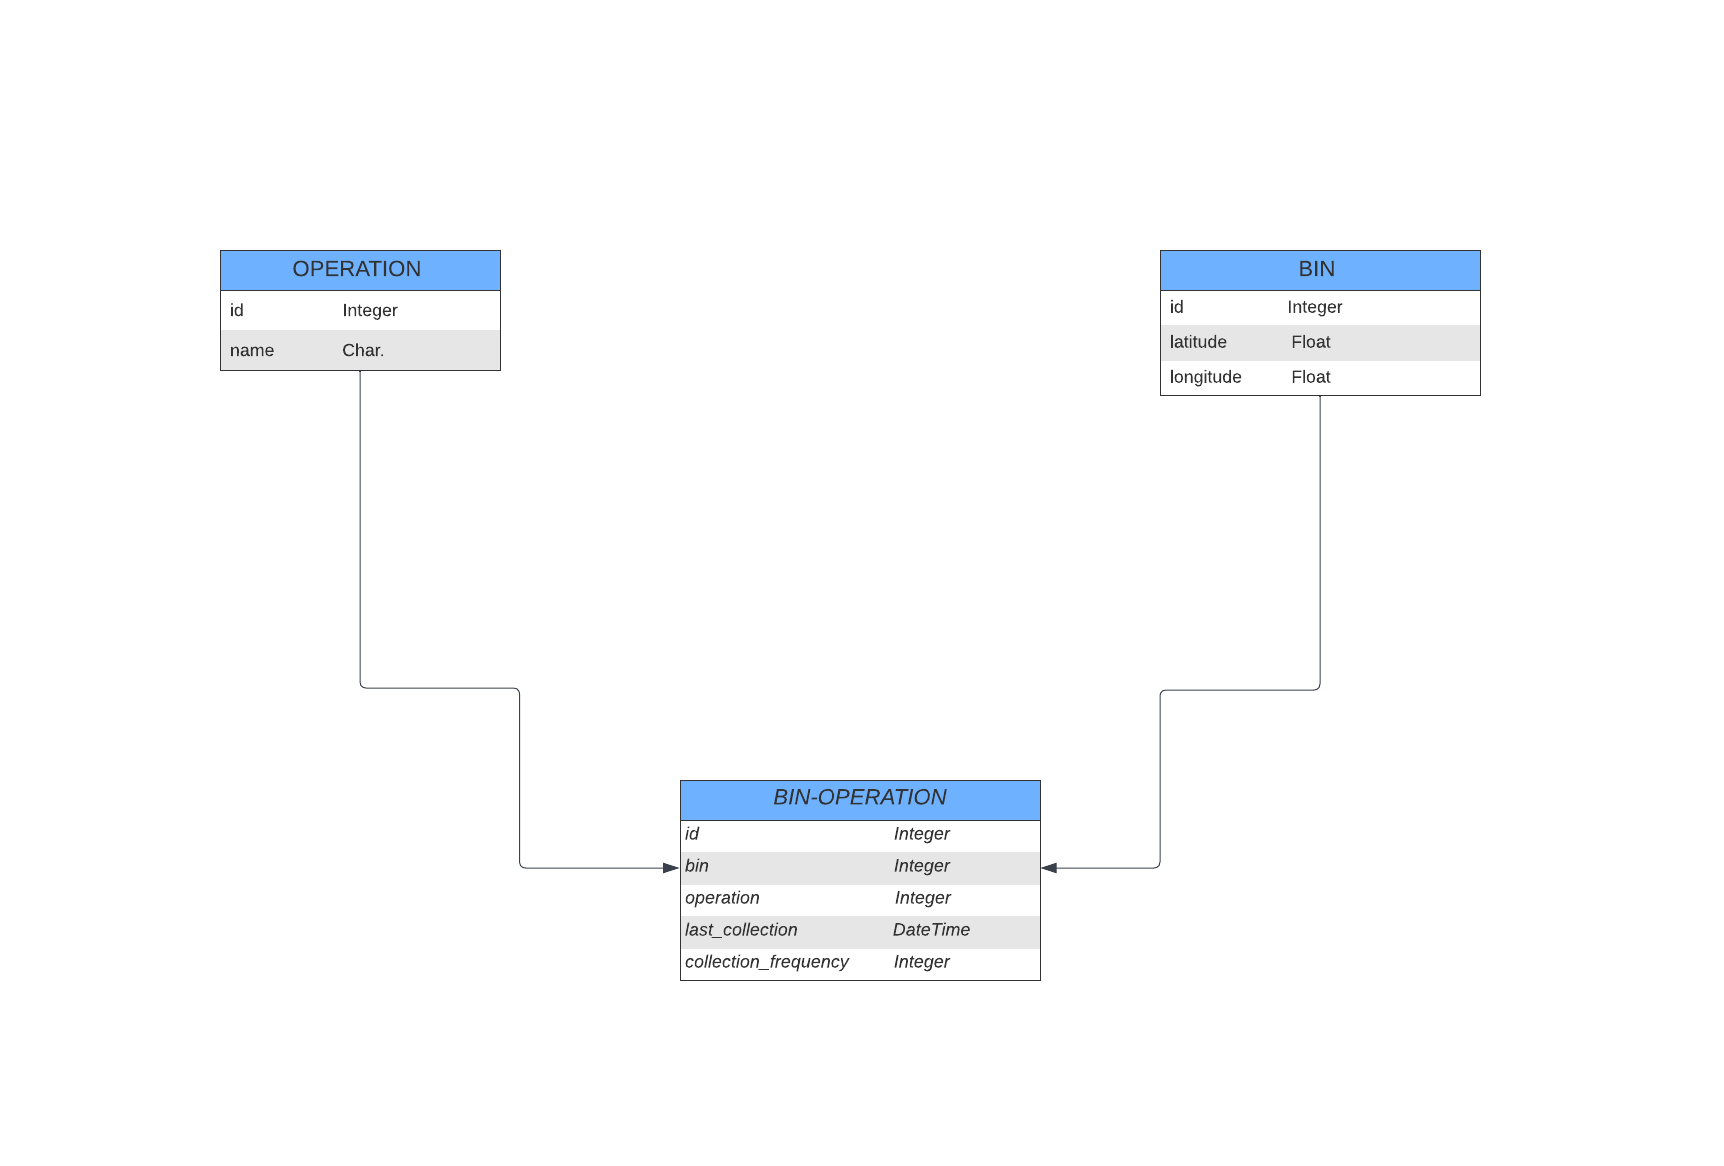 OPERATION
id Integer
name Char.
BIN
id Integer
latitude Float
longitude Float
BIN-OPERATION
id Integer
bin Integer
operation Integer
last_collection DateTime
collection_frequency Integer